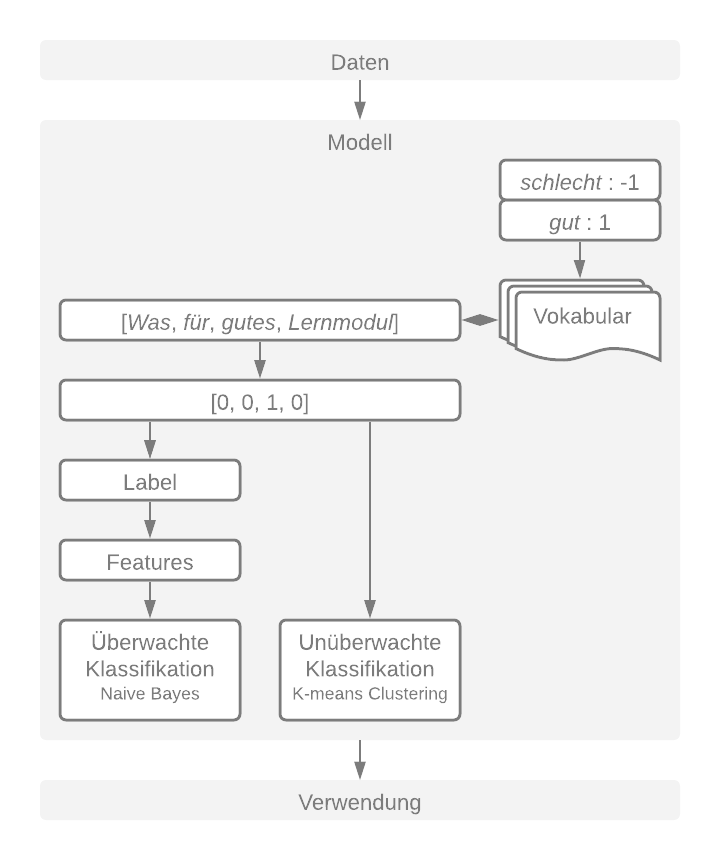 Daten
Modell
schlecht : -1
gut : 1
Vokabular
[Was, für, gutes, Lernmodul]
[0, 0, 1, 0]
Label
Features
Überwachte
Klassifikation
Naive Bayes
Unüberwachte
Klassifikation
K-means Clustering
Verwendung